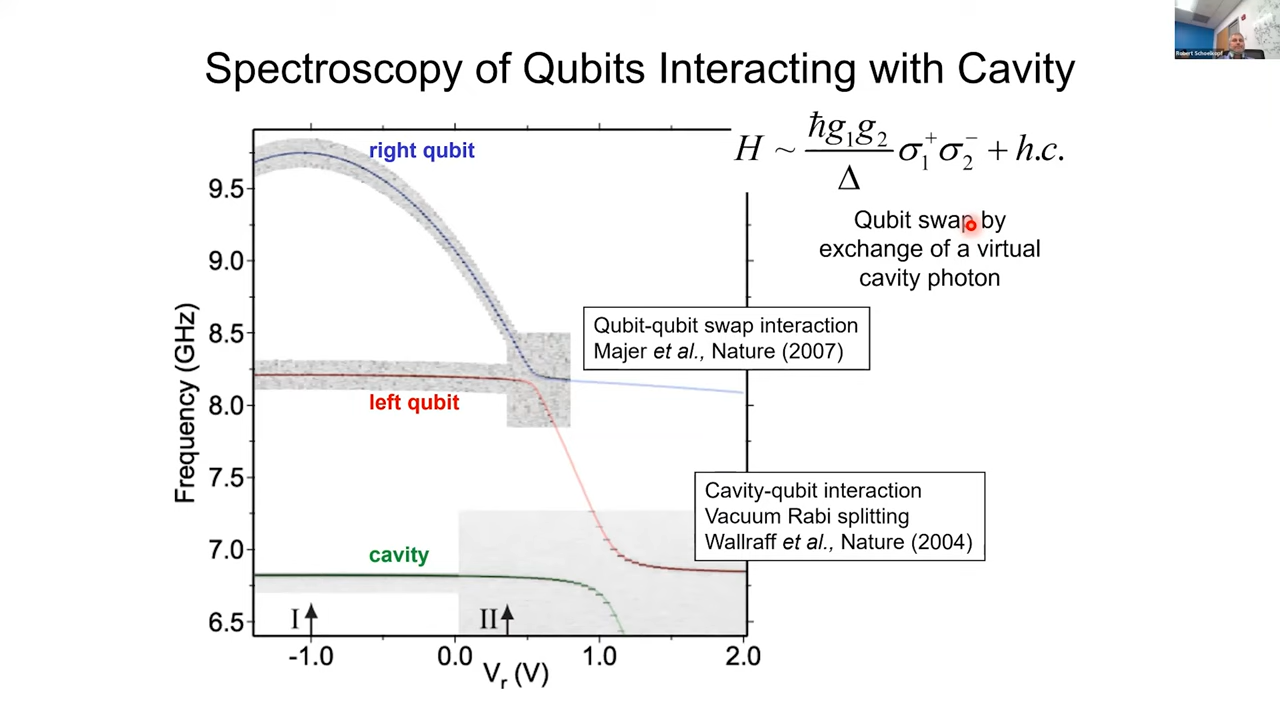 Spectroscopy of Qubits Interacting with Cavity
Robert Schoelkopf
right qubit
H ~ ħg₁g₂/Δ σ₁⁺σ₂⁻ + h.c.
Qubit swap by
exchange of a virtual
cavity photon
Qubit-qubit swap interaction
Majer et al., Nature (2007)
left qubit
Cavity-qubit interaction
Vacuum Rabi splitting
Wallraff et al., Nature (2004)
cavity
I
II
Frequency (GHz)
9.5
9.0
8.5
8.0
7.5
7.0
6.5
-1.0
0.0
1.0
2.0
Vᵣ (V)